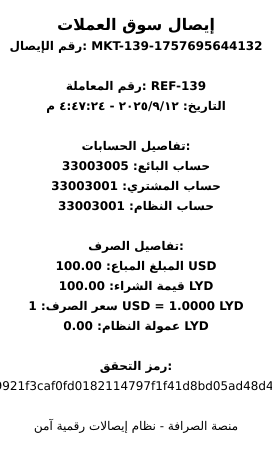 إيصال سوق العملات
رقم الإيصال: MKT-139-1757695644132
رقم المعاملة: REF-139
التاريخ: ٢٠٢٥/٩/١٢ - ٤:٤٧:٢٤ م
تفاصيل الحسابات:
حساب البائع: 33003005
حساب المشتري: 33003001
حساب النظام: 33003001
تفاصيل الصرف:
المبلغ المباع: 100.00 USD
قيمة الشراء: 100.00 LYD
سعر الصرف: 1 USD = 1.0000 LYD
عمولة النظام: 0.00 LYD
رمز التحقق:
0921f3caf0fd0182114797f1f41d8bd05ad48d4
منصة الصرافة - نظام إيصالات رقمية آمن